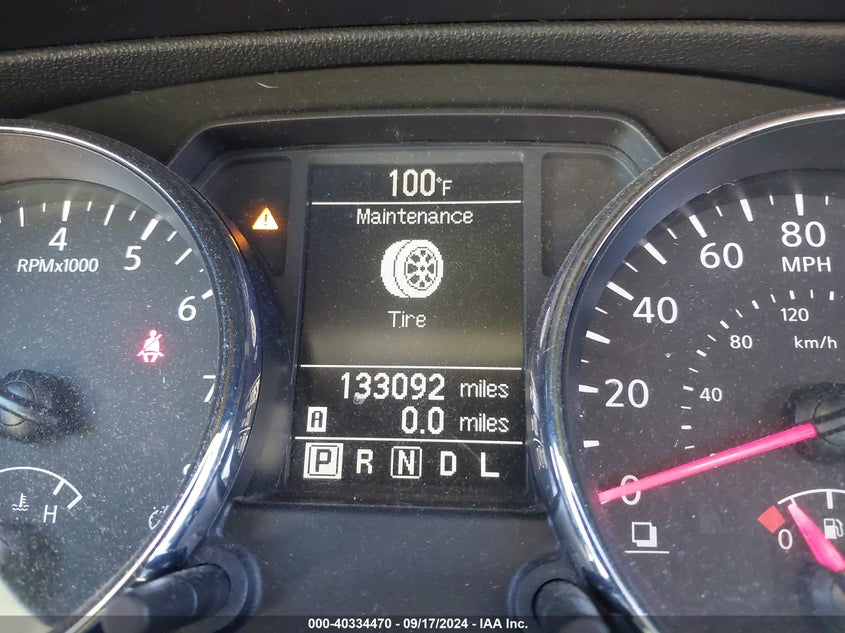 100°F
Maintenance
Tire
133092 miles
A 0.0 miles
P R N D L
4 5 6 7
RPMx1000
H
0 20 40 60 80
MPH
40 80 120
km/h
0
000-40334470 - 09/17/2024 - IAA Inc.